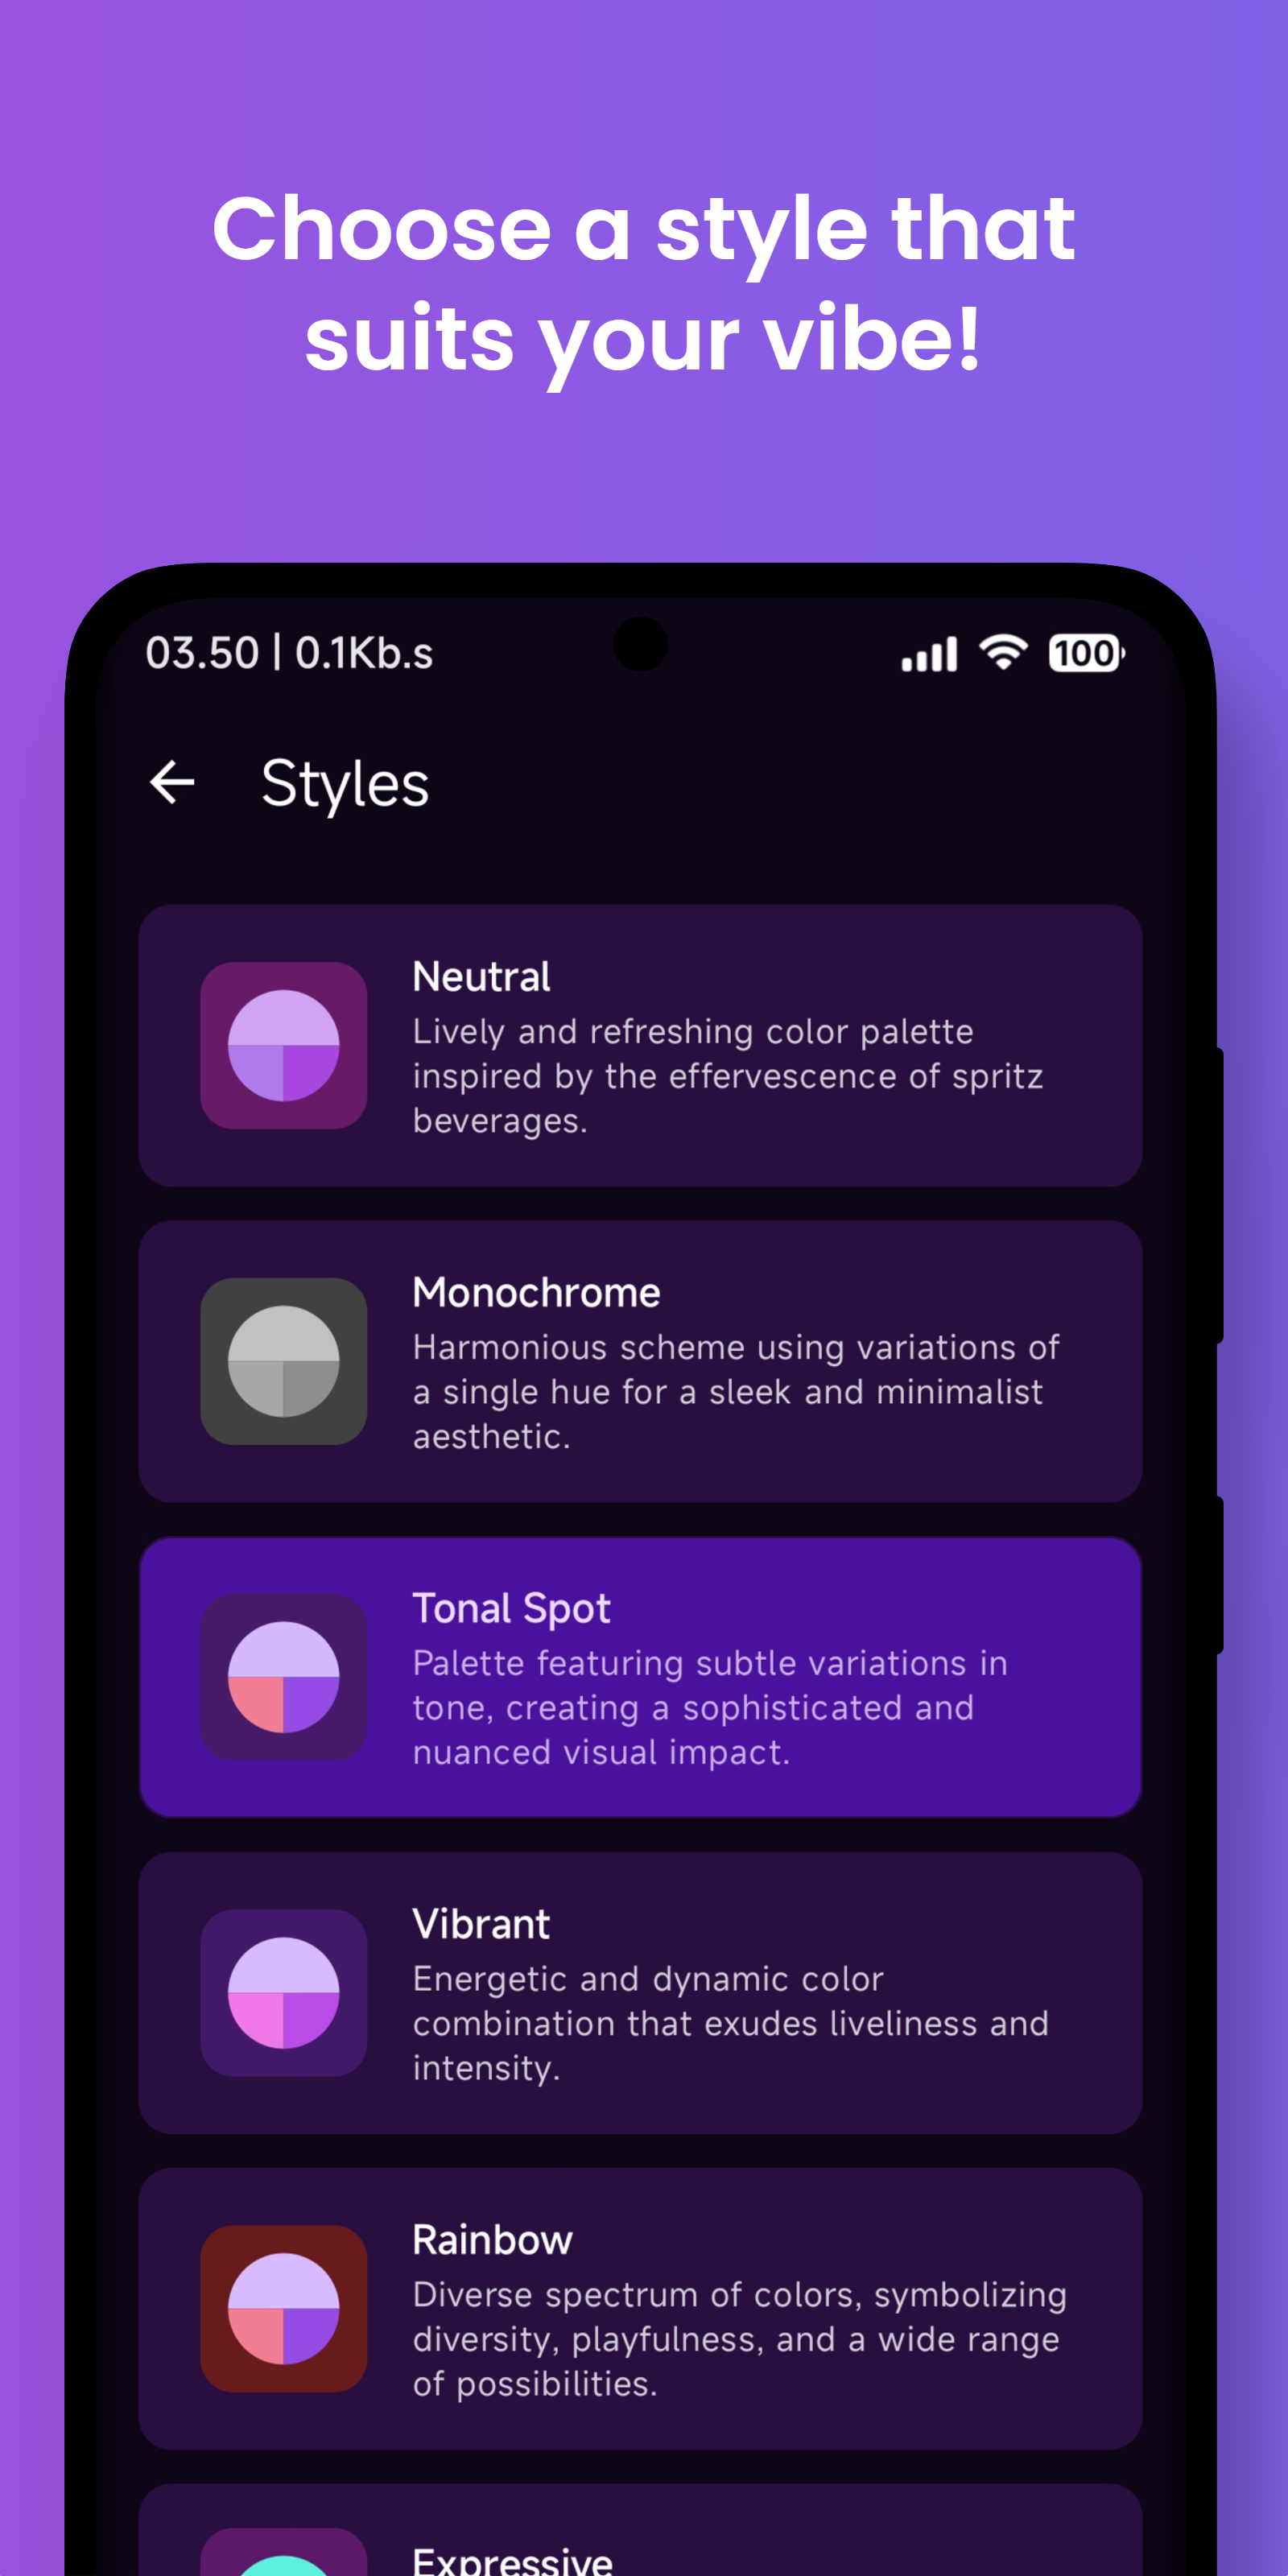 Choose a style that
suits your vibe!
03.50 | 0.1Kb.s
100
Styles
Neutral
Lively and refreshing color palette
inspired by the effervescence of spritz
beverages.
Monochrome
Harmonious scheme using variations of
a single hue for a sleek and minimalist
aesthetic.
Tonal Spot
Palette featuring subtle variations in
tone, creating a sophisticated and
nuanced visual impact.
Vibrant
Energetic and dynamic color
combination that exudes liveliness and
intensity.
Rainbow
Diverse spectrum of colors, symbolizing
diversity, playfulness, and a wide range
of possibilities.
Expressive